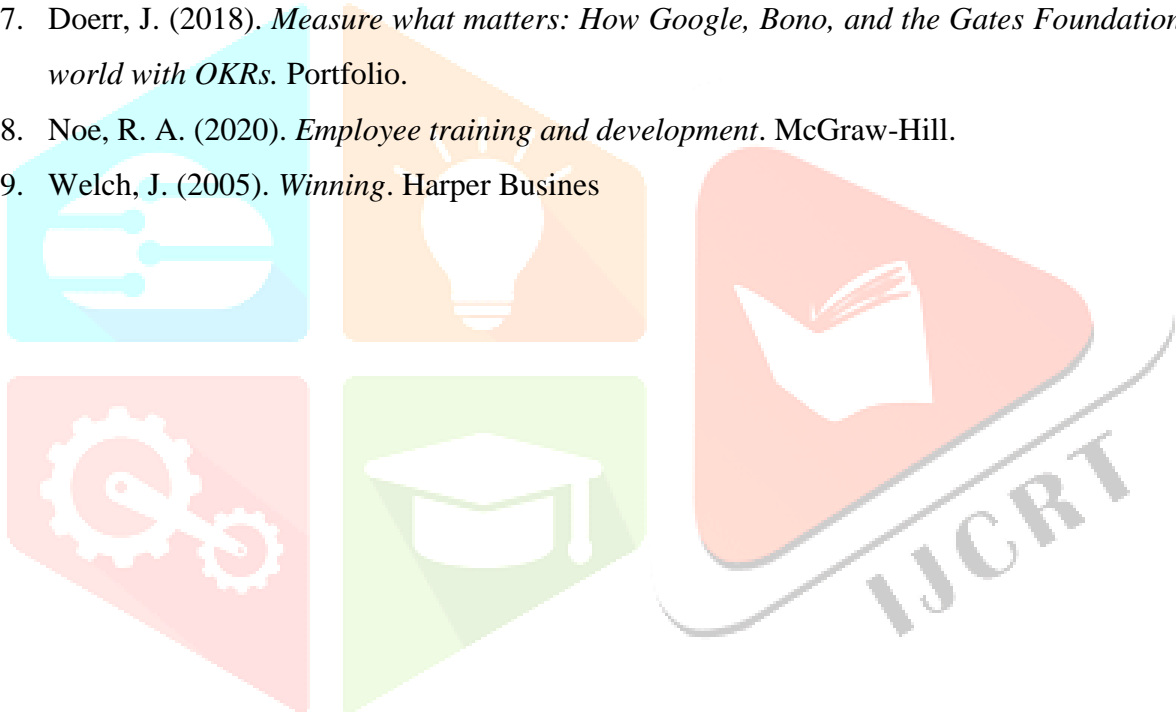 7. Doerr, J. (2018). Measure what matters: How Google, Bono, and the Gates Foundation
world with OKRs. Portfolio.
8. Noe, R. A. (2020). Employee training and development. McGraw-Hill.
9. Welch, J. (2005). Winning. Harper Busines
IJCRT